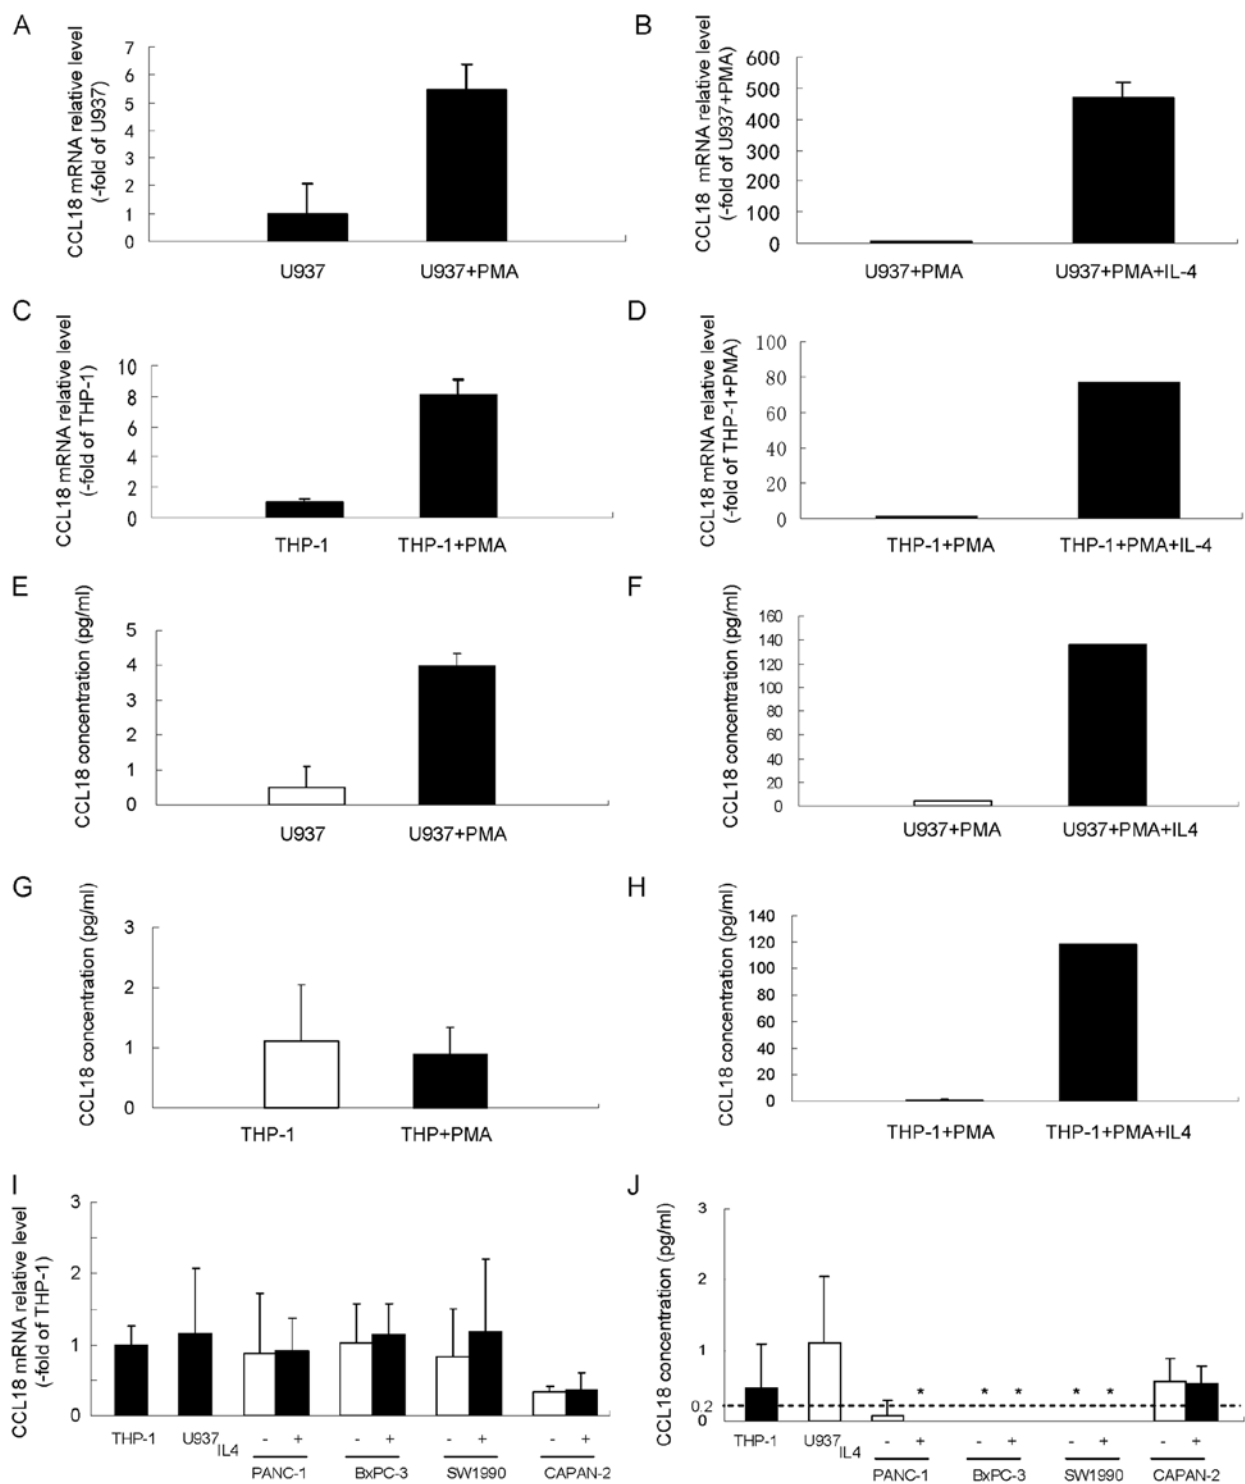 A
CCL18 mRNA relative level
(-fold of U937)
7
6
5
4
3
2
1
0
U937
U937+PMA
B
CCL18 mRNA relative level
(-fold of U937+PMA)
600
500
400
300
200
100
0
U937+PMA
U937+PMA+IL-4
C
CCL18 mRNA relative level
(-fold of THP-1)
10
8
6
4
2
0
THP-1
THP-1+PMA
D
CCL18 mRNA relative level
(-fold of THP-1+PMA)
100
80
60
40
20
0
THP-1+PMA
THP-1+PMA+IL-4
E
CCL18 concentration (pg/ml)
5
4
3
2
1
0
U937
U937+PMA
F
CCL18 concentration (pg/ml)
160
140
120
100
80
60
40
20
0
U937+PMA
U937+PMA+IL4
G
CCL18 concentration (pg/ml)
3
2
1
0
THP-1
THP+PMA
H
CCL18 concentration (pg/ml)
140
120
100
80
60
40
20
0
THP-1+PMA
THP-1+PMA+IL4
I
CCL18 mRNA relative level
(-fold of THP-1)
3
2
1
0
THP-1 U937 IL4 - + - + - + - +
PANC-1 BxPC-3 SW1990 CAPAN-2
J
CCL18 concentration (pg/ml)
3
2
1
0.2
0
* * * * *
THP-1 U937 IL4 - + - + - + - +
PANC-1 BxPC-3 SW1990 CAPAN-2